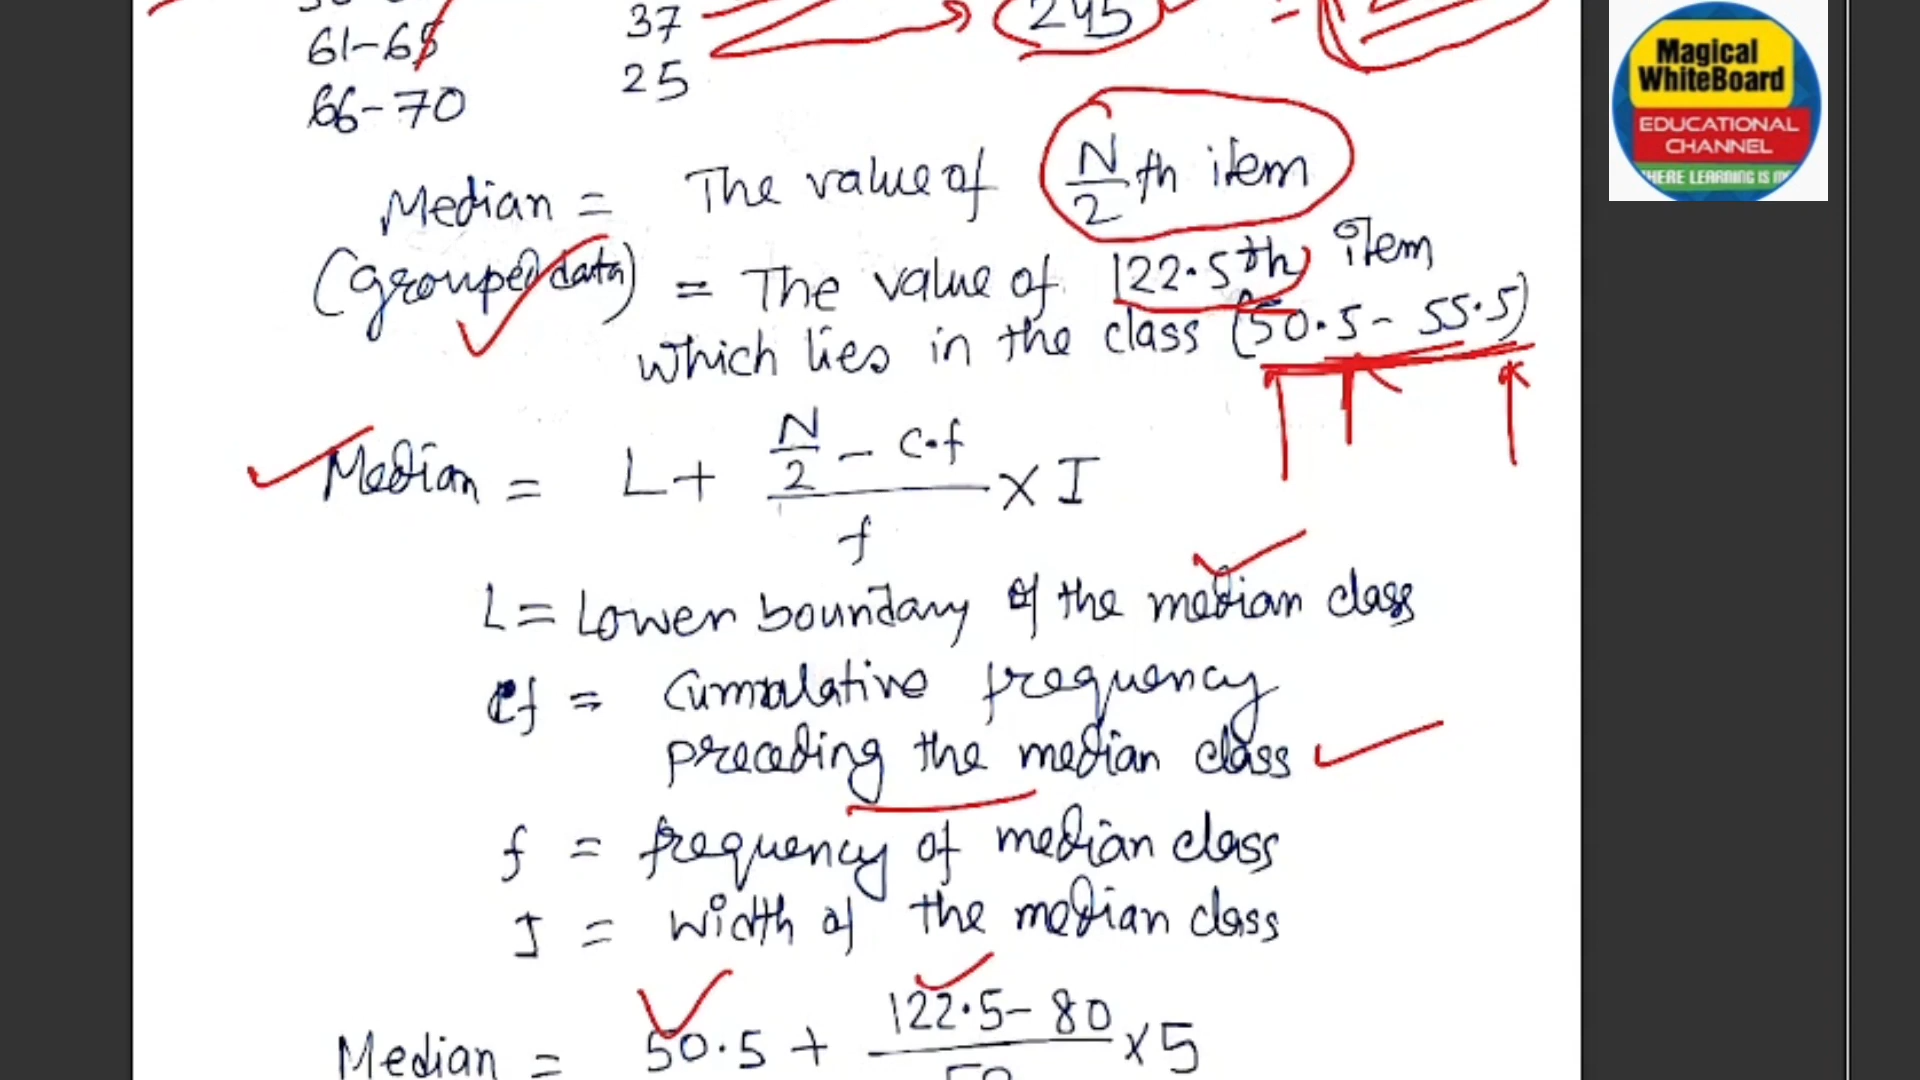 37
245
61-65
25
66-70
Median = The value of N/2 th item
(grouped data) = The value of 122.5th item
which lies in the class (50.5 - 55.5)
Median = L + (N/2 - c.f)/f × I
L = Lower boundary of the median class
cf = Cumulative frequency
preceding the median class
f = frequency of median class
I = width of the median class
Median = 50.5 + 122.5 - 80 × 5
Magical
WhiteBoard
EDUCATIONAL
CHANNEL
HERE LEARNING IS